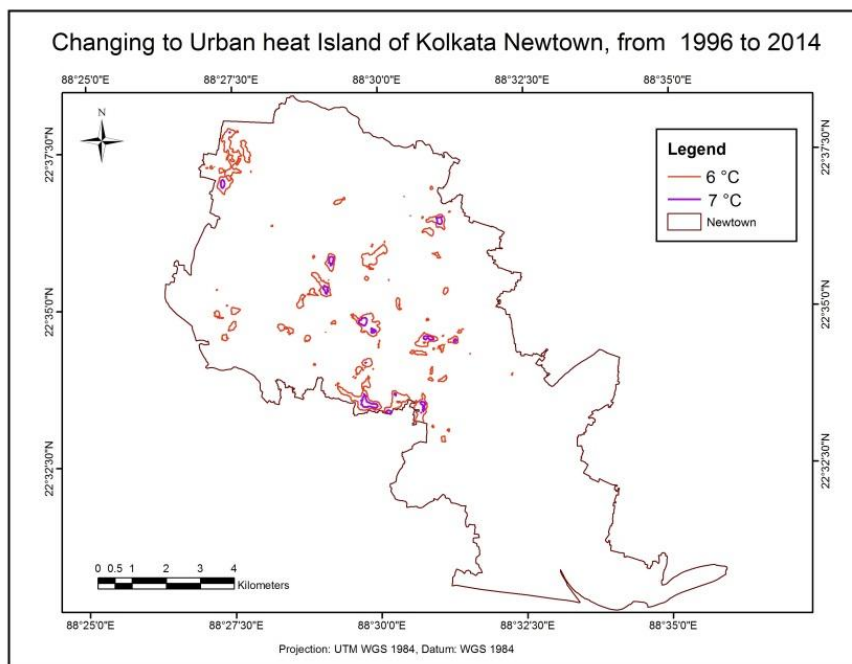 Changing to Urban heat Island of Kolkata Newtown, from 1996 to 2014
88°25'0"E 88°27'30"E 88°30'0"E 88°32'30"E 88°35'0"E
N
22°37'30"N 22°37'30"N
Legend
6 °C
7 °C
Newtown
22°35'0"N 22°35'0"N
22°32'30"N 22°32'30"N
0 0.5 1 2 3 4
Kilometers
88°25'0"E 88°27'30"E 88°30'0"E 88°32'30"E 88°35'0"E
Projection: UTM WGS 1984, Datum: WGS 1984